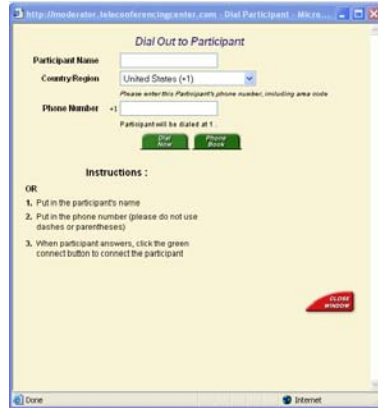 http://moderator.teleconferencingcenter.com - Dial Participant - Micro...
Dial Out to Participant
Participant Name
Country/Region United States (+1)
Please enter this Participant's phone number, including area code
Phone Number +1
Participant will be dialed at 1 .
Dial Now
Phone Book
Instructions :
OR
1. Put in the participant's name
2. Put in the phone number (please do not use
dashes or parentheses)
3. When participant answers, click the green
connect button to connect the participant
CLOSE
WINDOW
Done Internet